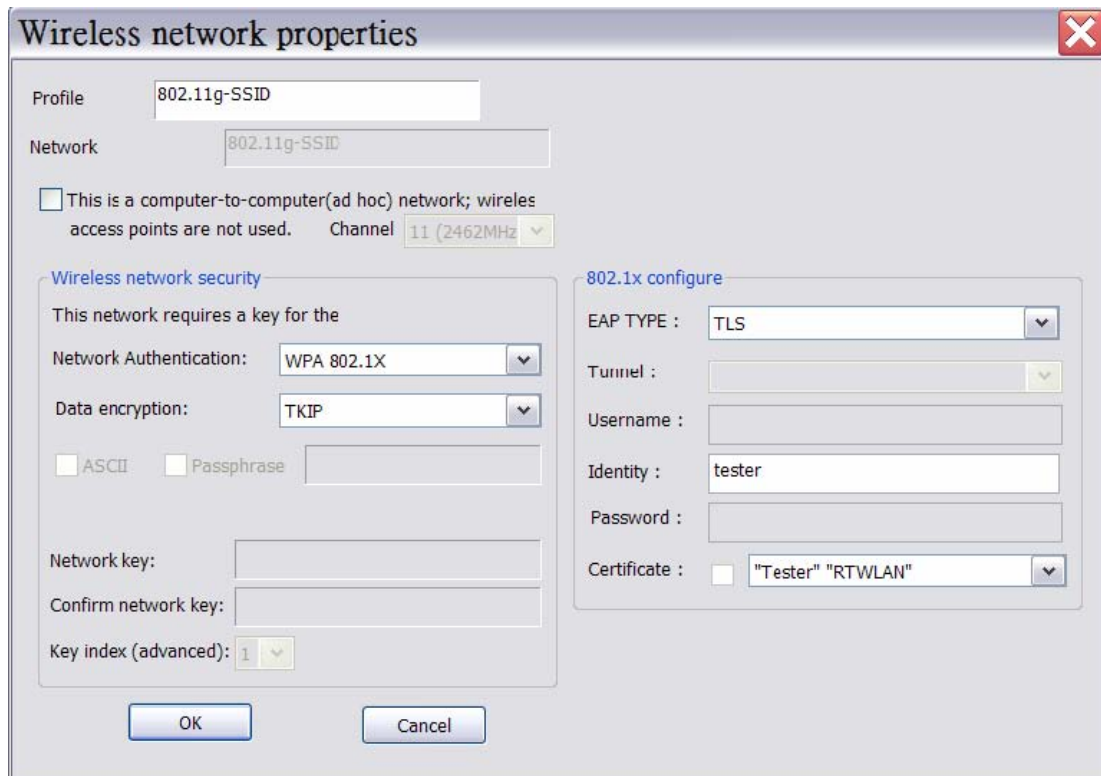 Wireless network properties
Profile
802.11g-SSID
Network
802.11g-SSID
This is a computer-to-computer(ad hoc) network; wireles
access points are not used.
Channel
11 (2462MHz
Wireless network security
This network requires a key for the
Network Authentication:
WPA 802.1X
Data encryption:
TKIP
ASCII
Passphrase
Network key:
Confirm network key:
Key index (advanced):
1
802.1x configure
EAP TYPE :
TLS
Tunnel :
Username :
Identity :
tester
Password :
Certificate :
"Tester" "RTWLAN"
OK
Cancel